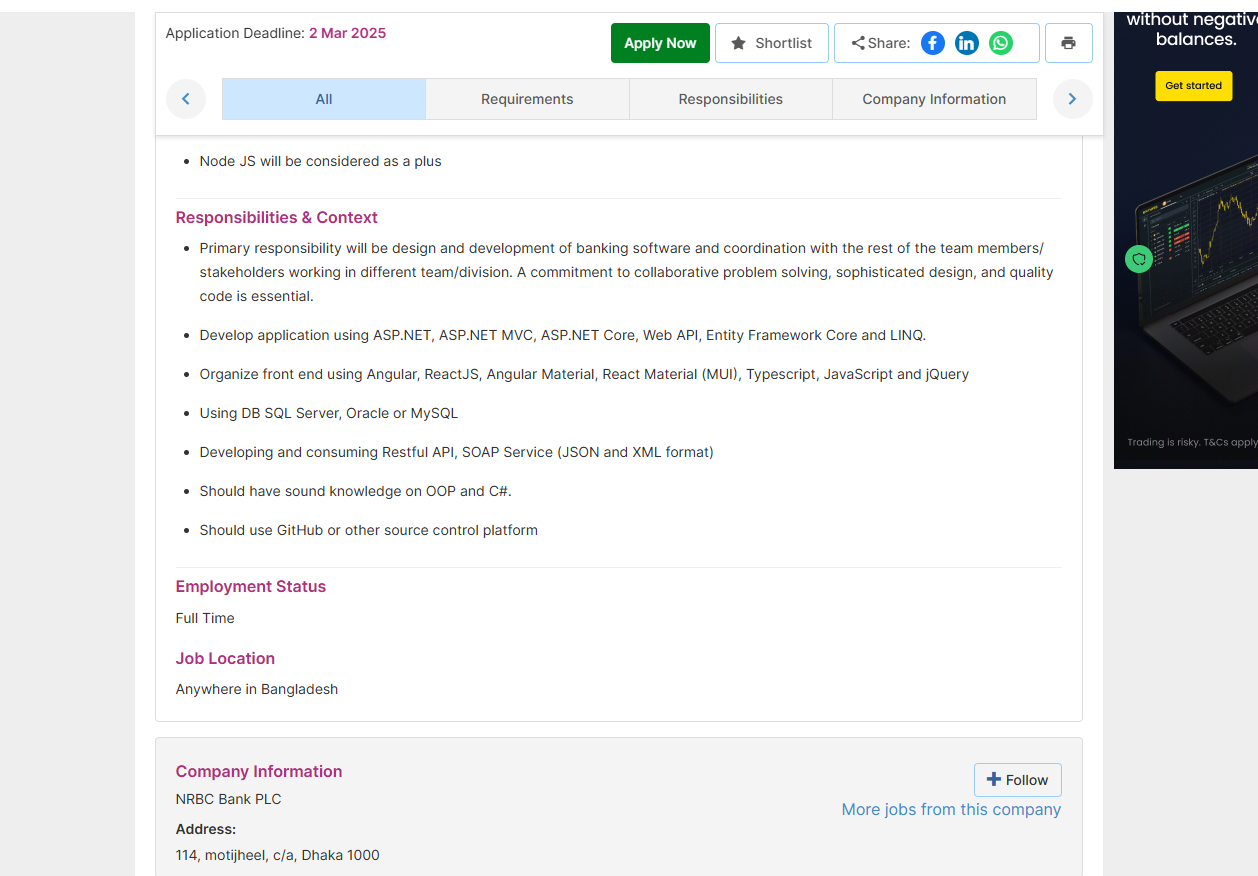 Application Deadline: 2 Mar 2025
Apply Now
Shortlist
Share:
All
Requirements
Responsibilities
Company Information
Node JS will be considered as a plus
Responsibilities & Context
Primary responsibility will be design and development of banking software and coordination with the rest of the team members/
stakeholders working in different team/division. A commitment to collaborative problem solving, sophisticated design, and quality
code is essential.
Develop application using ASP.NET, ASP.NET MVC, ASP.NET Core, Web API, Entity Framework Core and LINQ.
Organize front end using Angular, ReactJS, Angular Material, React Material (MUI), Typescript, JavaScript and jQuery
Using DB SQL Server, Oracle or MySQL
Developing and consuming Restful API, SOAP Service (JSON and XML format)
Should have sound knowledge on OOP and C#.
Should use GitHub or other source control platform
Employment Status
Full Time
Job Location
Anywhere in Bangladesh
Company Information
Follow
NRBC Bank PLC
More jobs from this company
Address:
114, motijheel, c/a, Dhaka 1000
without negativ
balances.
Get started
Trading is risky. T&Cs apply